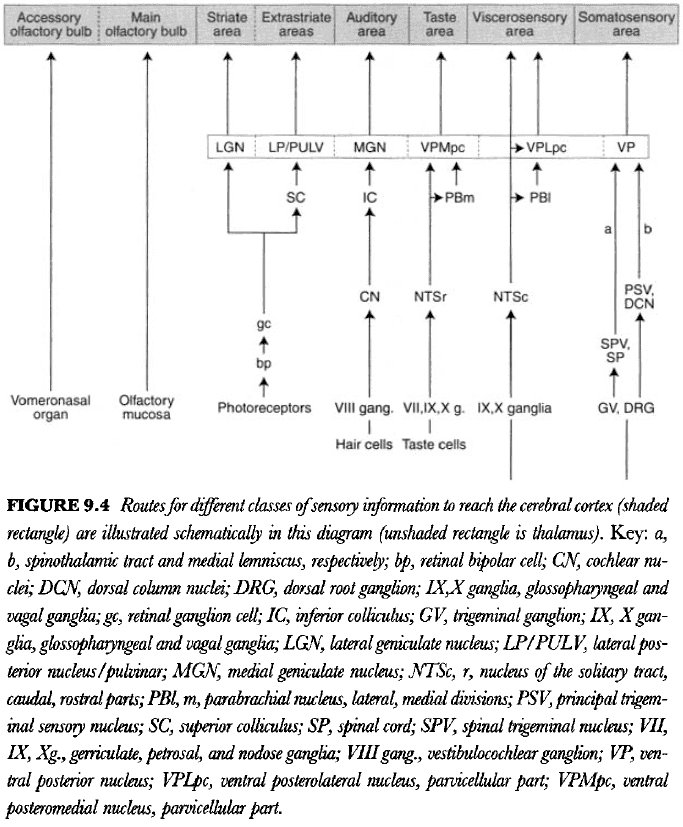 Accessory olfactory bulb
Main olfactory bulb
Striate area
Extrastriate areas
Auditory area
Taste area
Viscerosensory area
Somatosensory area
LGN LP/PULV MGN VPMpc VPLpc VP
SC IC PBm PBl
a b
CN NTSr NTSc PSV, DCN
gc
SPV, SP
bp
Vomeronasal organ
Olfactory mucosa
Photoreceptors VIII gang. VII,IX,X g. IX,X ganglia GV, DRG
Hair cells Taste cells
FIGURE 9.4 Routes for different classes of sensory information to reach the cerebral cortex (shaded
rectangle) are illustrated schematically in this diagram (unshaded rectangle is thalamus). Key: a,
b, spinothalamic tract and medial lemniscus, respectively; bp, retinal bipolar cell; CN, cochlear nu-
clei; DCN, dorsal column nuclei; DRG, dorsal root ganglion; IX,X ganglia, glossopharyngeal and
vagal ganglia; gc, retinal ganglion cell; IC, inferior colliculus; GV, trigeminal ganglion; IX, X gan-
glia, glossopharyngeal and vagal ganglia; LGN, lateral geniculate nucleus; LP/PULV, lateral pos-
terior nucleus/pulvinar; MGN, medial geniculate nucleus; NTSc, r, nucleus of the solitary tract,
caudal, rostral parts; PBl, m, parabrachial nucleus, lateral, medial divisions; PSV, principal trigem-
inal sensory nucleus; SC, superior colliculus; SP, spinal cord; SPV, spinal trigeminal nucleus; VII,
IX, Xg., gerriculate, petrosal, and nodose ganglia; VIII gang., vestibulocochlear ganglion; VP, ven-
tral posterior nucleus; VPLpc, ventral posterolateral nucleus, parvicellular part; VPMpc, ventral
posteromedial nucleus, parvicellular part.